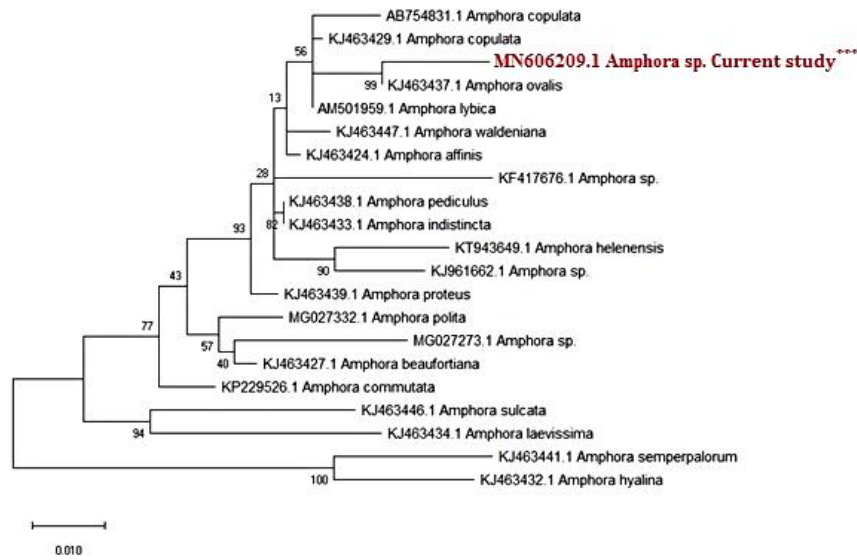 AB754831.1 Amphora copulata
KJ463429.1 Amphora copulata
56
MN606209.1 Amphora sp. Current study***
99
KJ463437.1 Amphora ovalis
13
AM501959.1 Amphora lybica
KJ463447.1 Amphora waldeniana
KJ463424.1 Amphora affinis
28
KF417676.1 Amphora sp.
KJ463438.1 Amphora pediculus
82
KJ463433.1 Amphora indistincta
93
KT943649.1 Amphora helenensis
90
KJ961662.1 Amphora sp.
43
KJ463439.1 Amphora proteus
MG027332.1 Amphora polita
77
57
MG027273.1 Amphora sp.
40
KJ463427.1 Amphora beaufortiana
KP229526.1 Amphora commutata
KJ463446.1 Amphora sulcata
94
KJ463434.1 Amphora laevissima
KJ463441.1 Amphora semperpalorum
100
KJ463432.1 Amphora hyalina
0.010